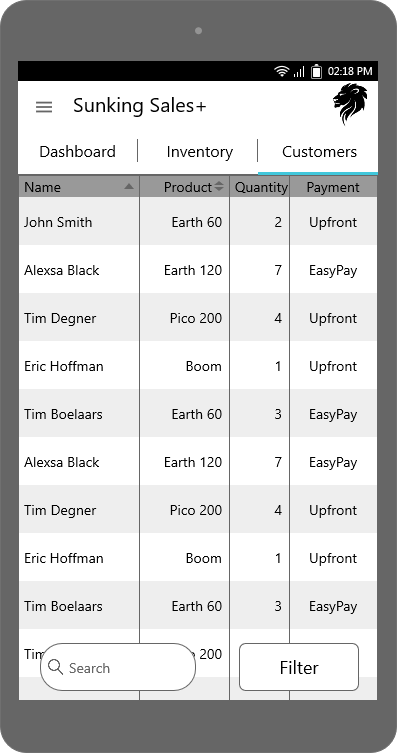 02:18 PM
Sunking Sales+
Dashboard Inventory Customers
Name Product Quantity Payment
John Smith Earth 60 2 Upfront
Alexsa Black Earth 120 7 EasyPay
Tim Degner Pico 200 4 Upfront
Eric Hoffman Boom 1 Upfront
Tim Boelaars Earth 60 3 EasyPay
Alexsa Black Earth 120 7 EasyPay
Tim Degner Pico 200 4 Upfront
Eric Hoffman Boom 1 Upfront
Tim Boelaars Earth 60 3 EasyPay
Tim 200
Search Filter